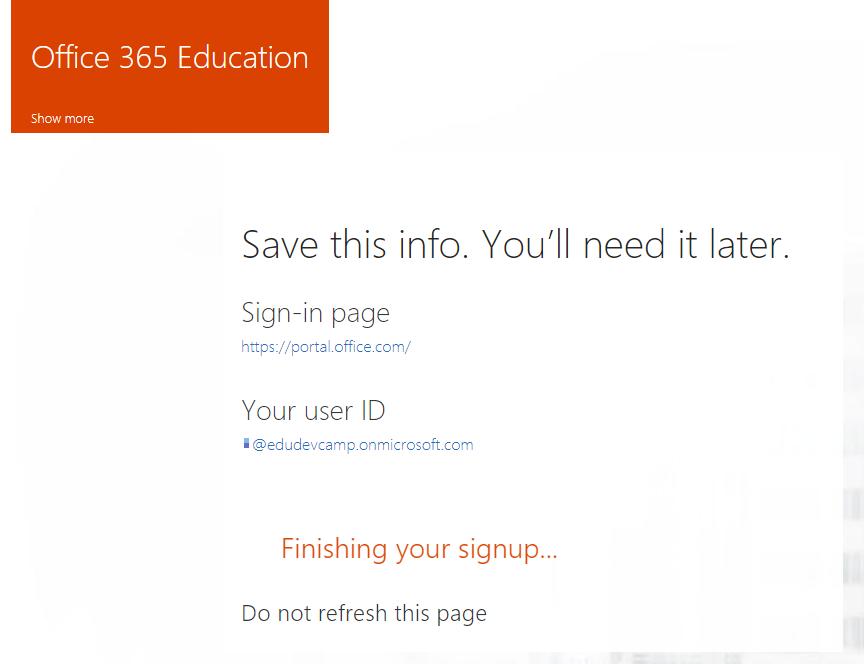 Office 365 Education
Show more
Save this info. You’ll need it later.
Sign-in page
https://portal.office.com/
Your user ID
@edudevcamp.onmicrosoft.com
Finishing your signup...
Do not refresh this page